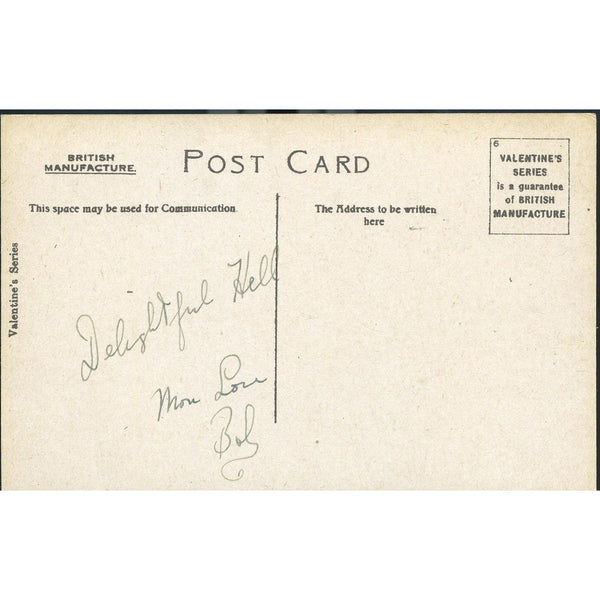 BRITISH
MANUFACTURE.
POST CARD
6
VALENTINE'S
SERIES
is a guarantee
of BRITISH
MANUFACTURE
This space may be used for Communication.
The Address to be written
here
Valentine's Series
Delightful Hell
Love
Bob